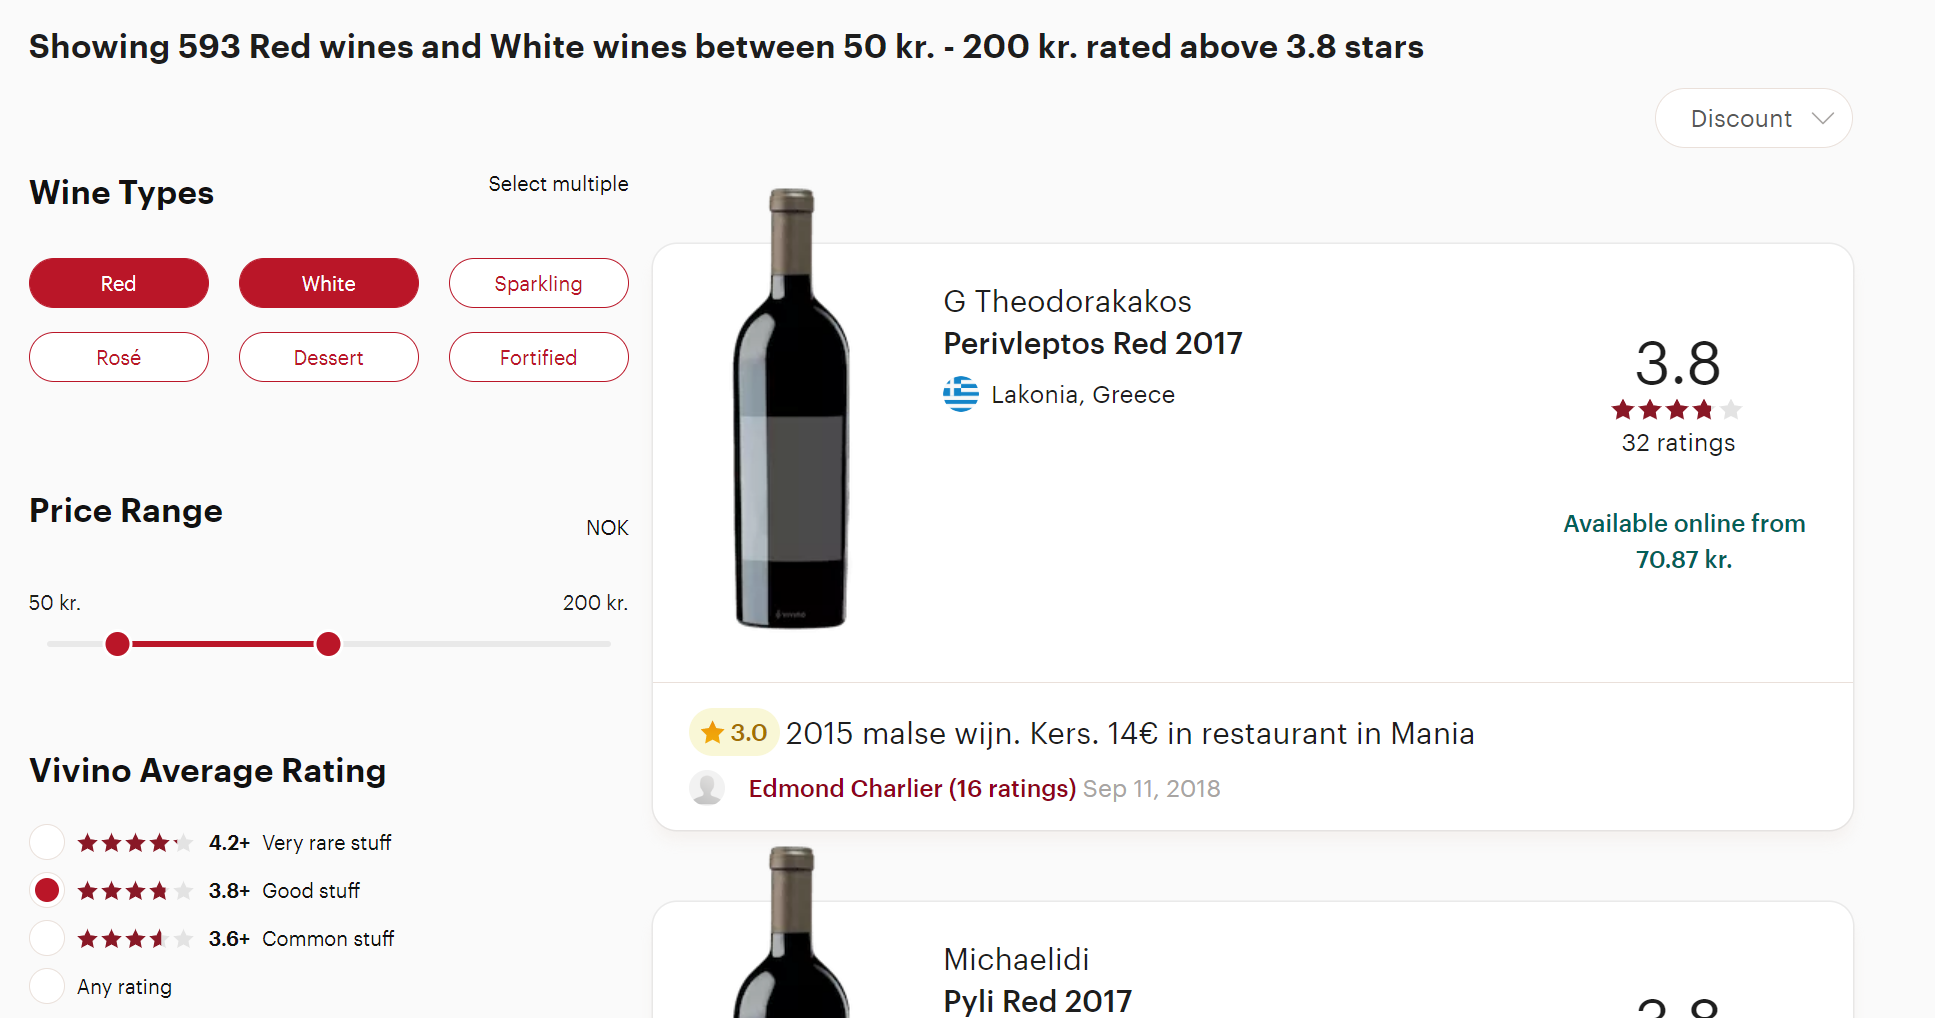 Showing 593 Red wines and White wines between 50 kr. - 200 kr. rated above 3.8 stars
Discount
Wine Types
Select multiple
Red
White
Sparkling
Rosé
Dessert
Fortified
Price Range
NOK
50 kr.
200 kr.
Vivino Average Rating
4.2+ Very rare stuff
3.8+ Good stuff
3.6+ Common stuff
Any rating
G Theodorakakos
Perivleptos Red 2017
Lakonia, Greece
3.8
32 ratings
Available online from
70.87 kr.
vivino
3.0 2015 malse wijn. Kers. 14€ in restaurant in Mania
Edmond Charlier (16 ratings) Sep 11, 2018
Michaelidi
Pyli Red 2017